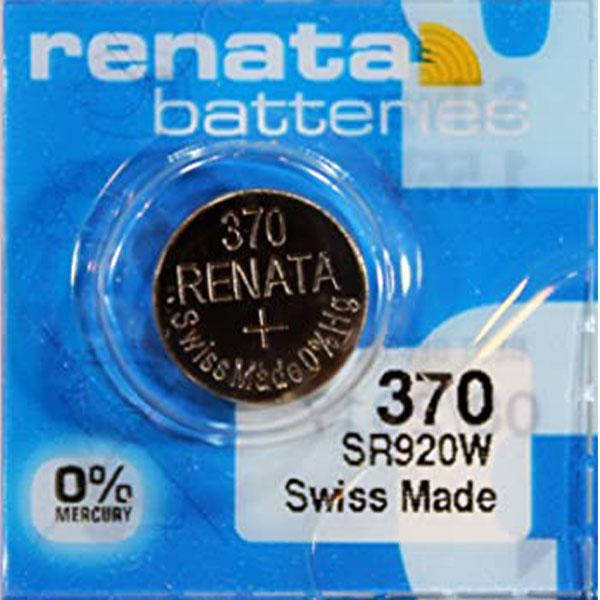 renata
batteries
370
RENATA
+
.Swiss Made 0%Hg
370
SR920W
Swiss Made
0%
MERCURY